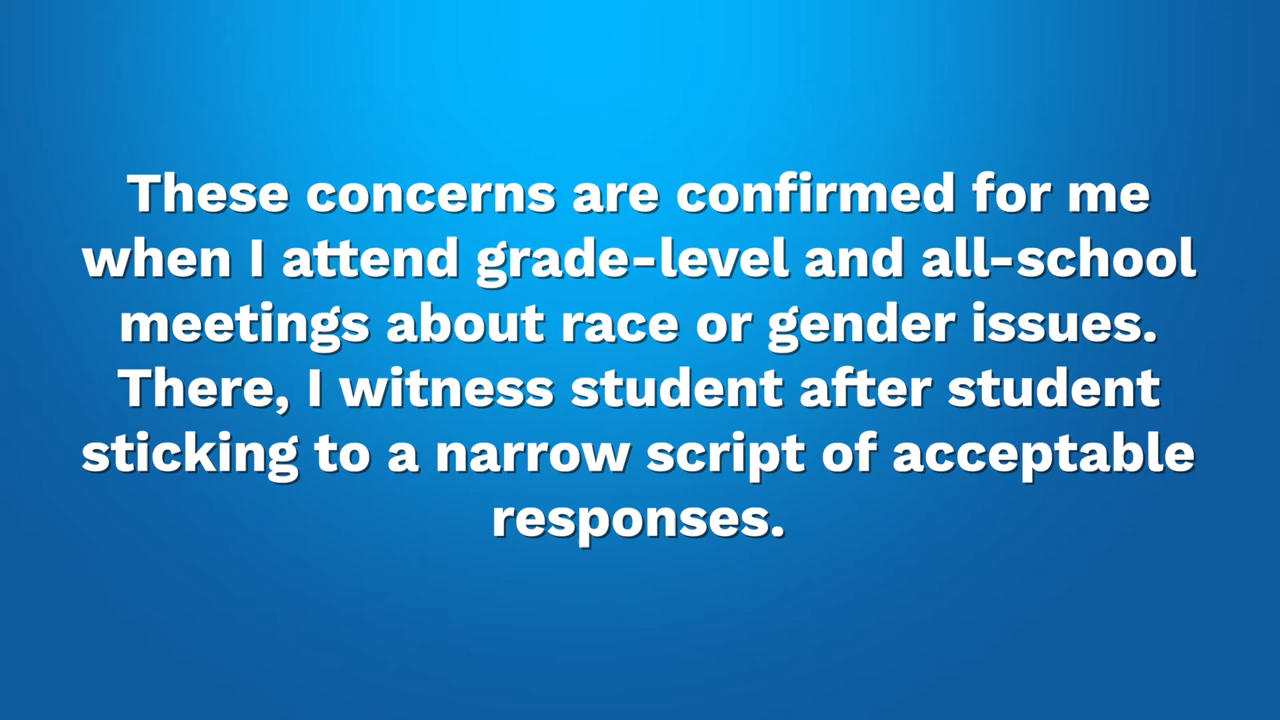 These concerns are confirmed for me
when I attend grade-level and all-school
meetings about race or gender issues.
There, I witness student after student
sticking to a narrow script of acceptable
responses.